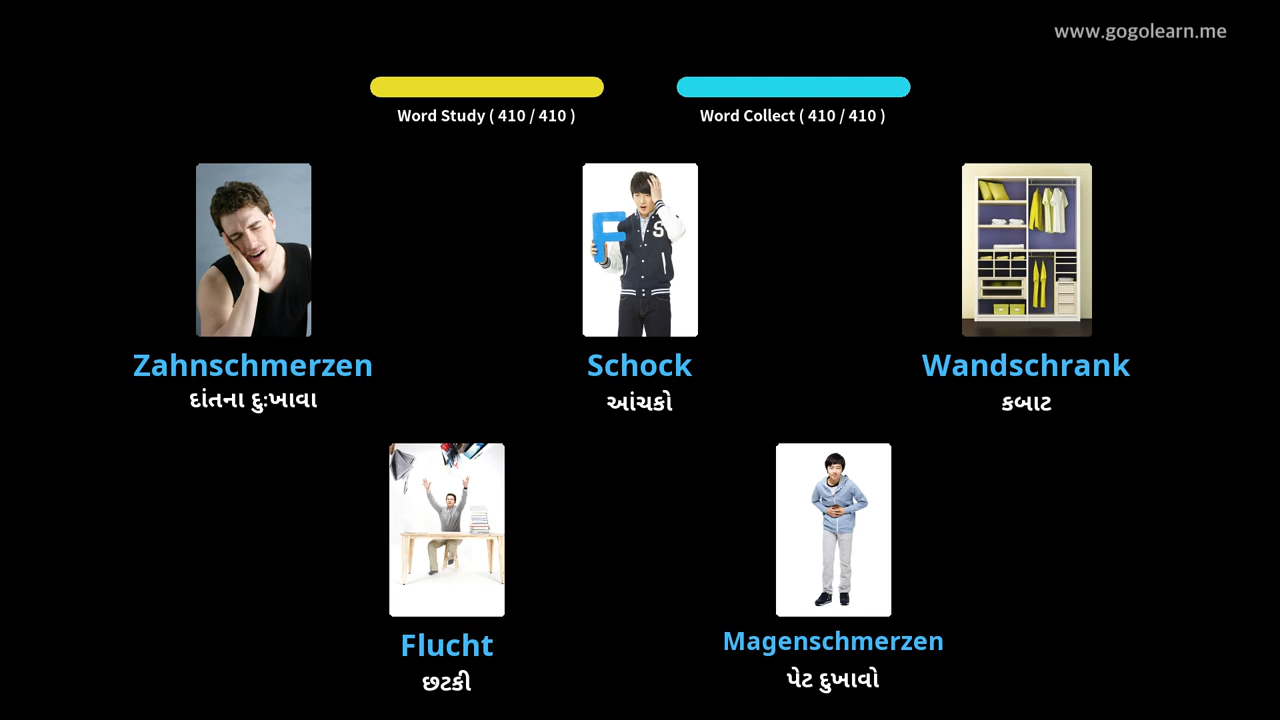 www.gogolearn.me
Word Study ( 410 / 410 )
Word Collect ( 410 / 410 )
F
S
Zahnschmerzen
દાંતના દુઃખાવા
Schock
આંચકો
Wandschrank
કબાટ
Flucht
છટકી
Magenschmerzen
પેટ દુખાવો